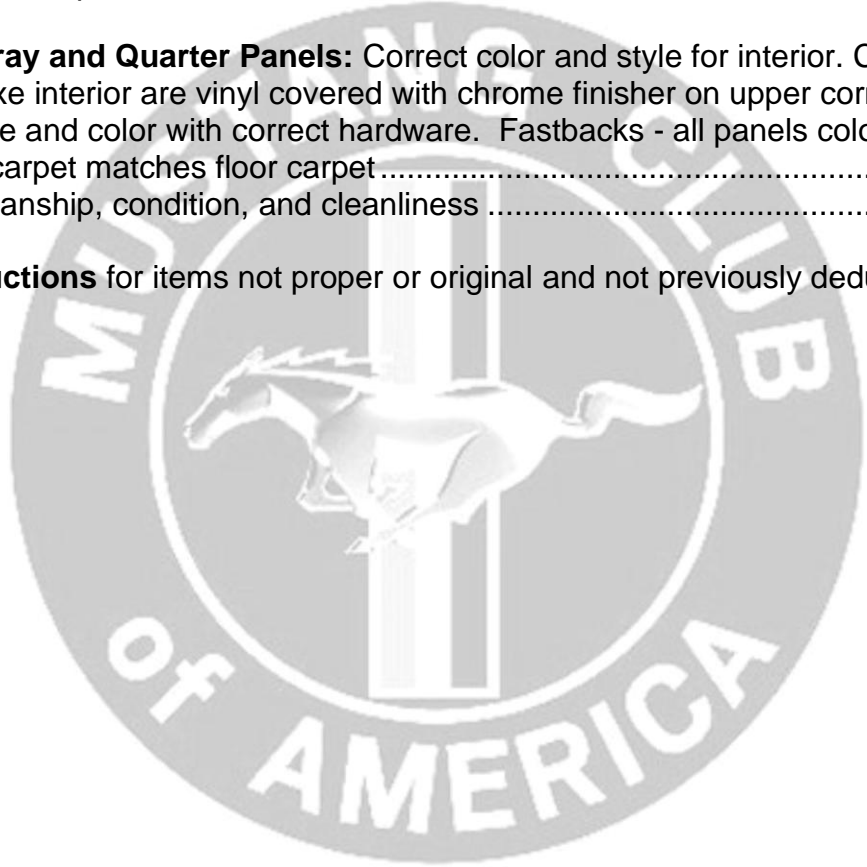 ray and Quarter Panels: Correct color and style for interior. C
xe interior are vinyl covered with chrome finisher on upper cor
e and color with correct hardware.  Fastbacks - all panels colo
carpet matches floor carpet............................................................
anship, condition, and cleanliness ................................................
uctions for items not proper or original and not previously dedu
MUSTANG CLUB
of AMERICA